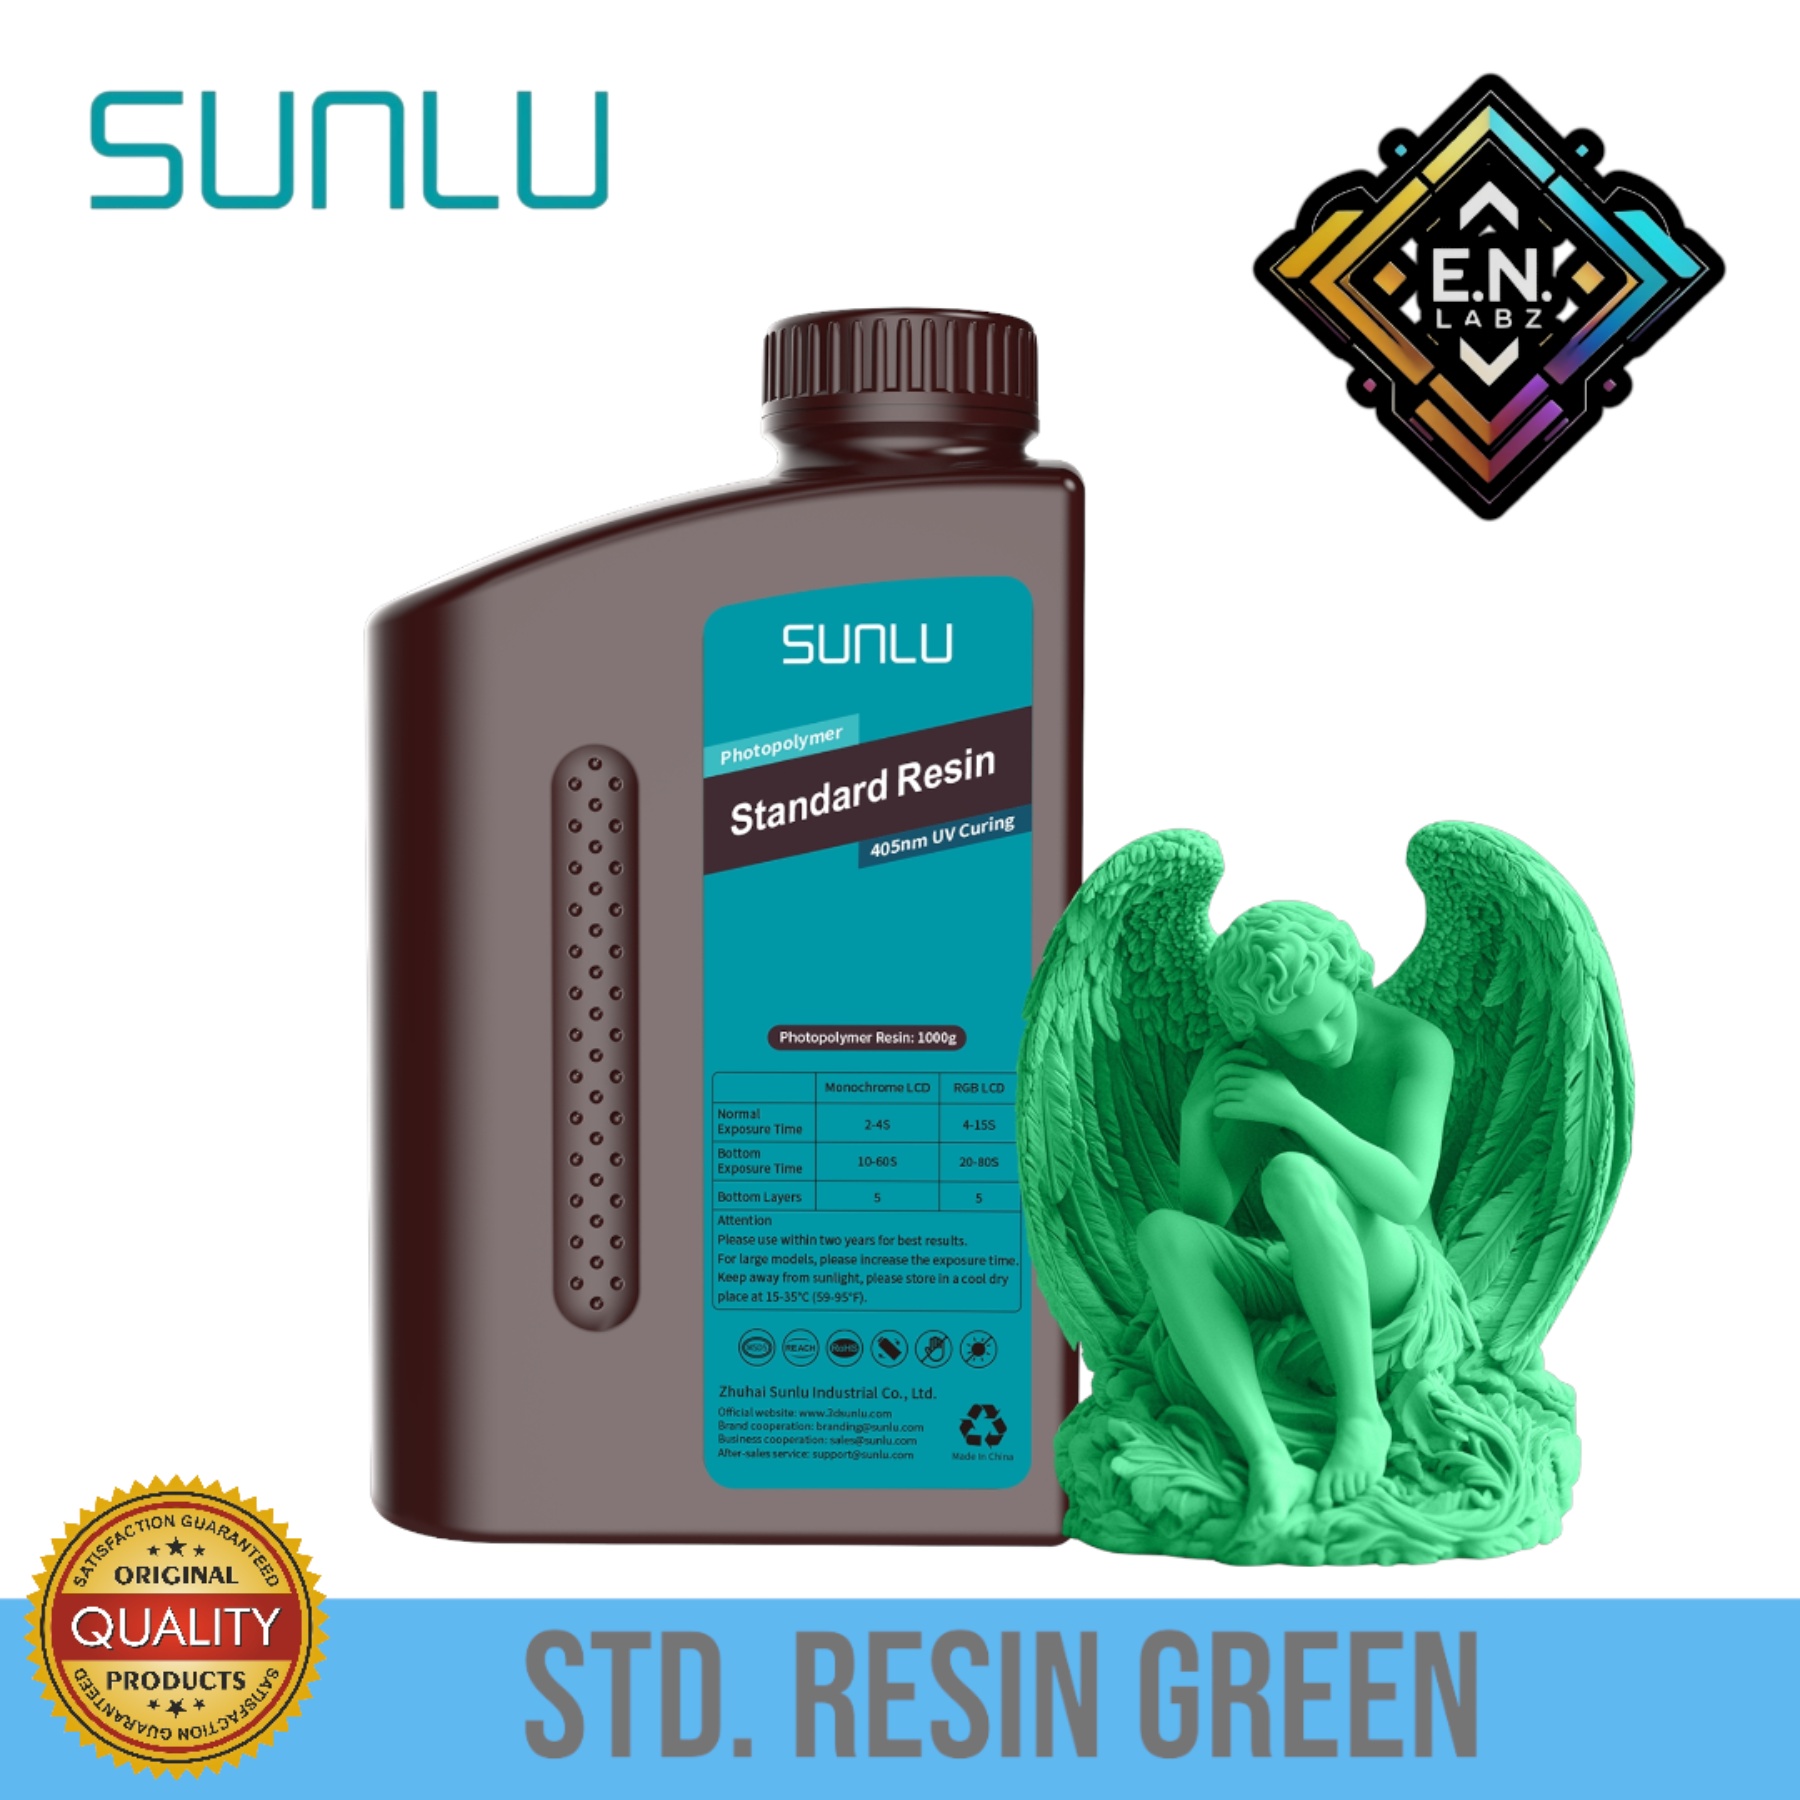 SUNLU
E.N.
LABZ
SUNLU
Photopolymer
Standard Resin
405nm UV Curing
Photopolymer Resin: 1000g
Monochrome LCD RGB LCD
Normal
Exposure Time 2-4S 4-15S
Bottom
Exposure Time 10-60S 20-80S
Bottom Layers 5 5
Attention
Please use within two years for best results.
For large models, please increase the exposure time.
Keep away from sunlight, please store in a cool dry
place at 15-35°C (59-95°F).
MSDS REACH RoHS
Zhuhai Sunlu Industrial Co., Ltd.
Official website: www.3dsunlu.com
Brand cooperation: branding@sunlu.com
Business cooperation: sales@sunlu.com
After-sales service: support@sunlu.com
Made in China
SATISFACTION GUARANTEED
ORIGINAL
QUALITY
PRODUCTS
SATISFACTION GUARANTEED
STD. RESIN GREEN